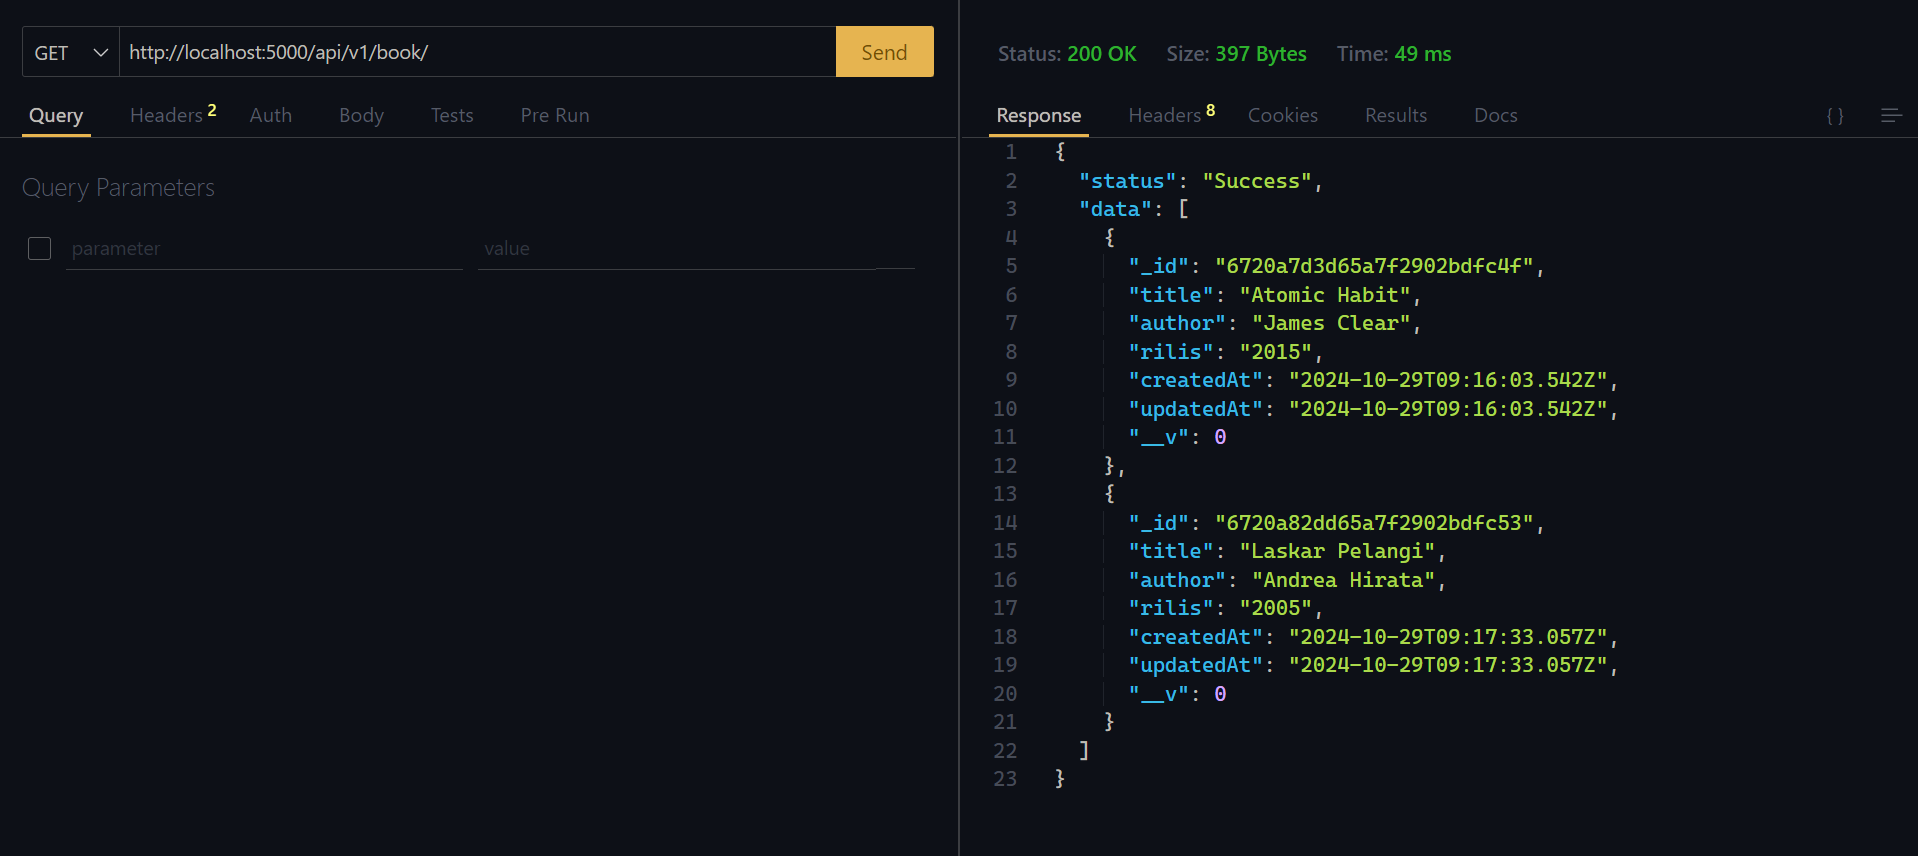 GET http://localhost:5000/api/v1/book/ Send
Query Headers 2 Auth Body Tests Pre Run
Query Parameters
parameter value
Status: 200 OK Size: 397 Bytes Time: 49 ms
Response Headers 8 Cookies Results Docs { }
1 {
2 "status": "Success",
3 "data": [
4 {
5 "_id": "6720a7d3d65a7f2902bdfc4f",
6 "title": "Atomic Habit",
7 "author": "James Clear",
8 "rilis": "2015",
9 "createdAt": "2024-10-29T09:16:03.542Z",
10 "updatedAt": "2024-10-29T09:16:03.542Z",
11 "__v": 0
12 },
13 {
14 "_id": "6720a82dd65a7f2902bdfc53",
15 "title": "Laskar Pelangi",
16 "author": "Andrea Hirata",
17 "rilis": "2005",
18 "createdAt": "2024-10-29T09:17:33.057Z",
19 "updatedAt": "2024-10-29T09:17:33.057Z",
20 "__v": 0
21 }
22 ]
23 }